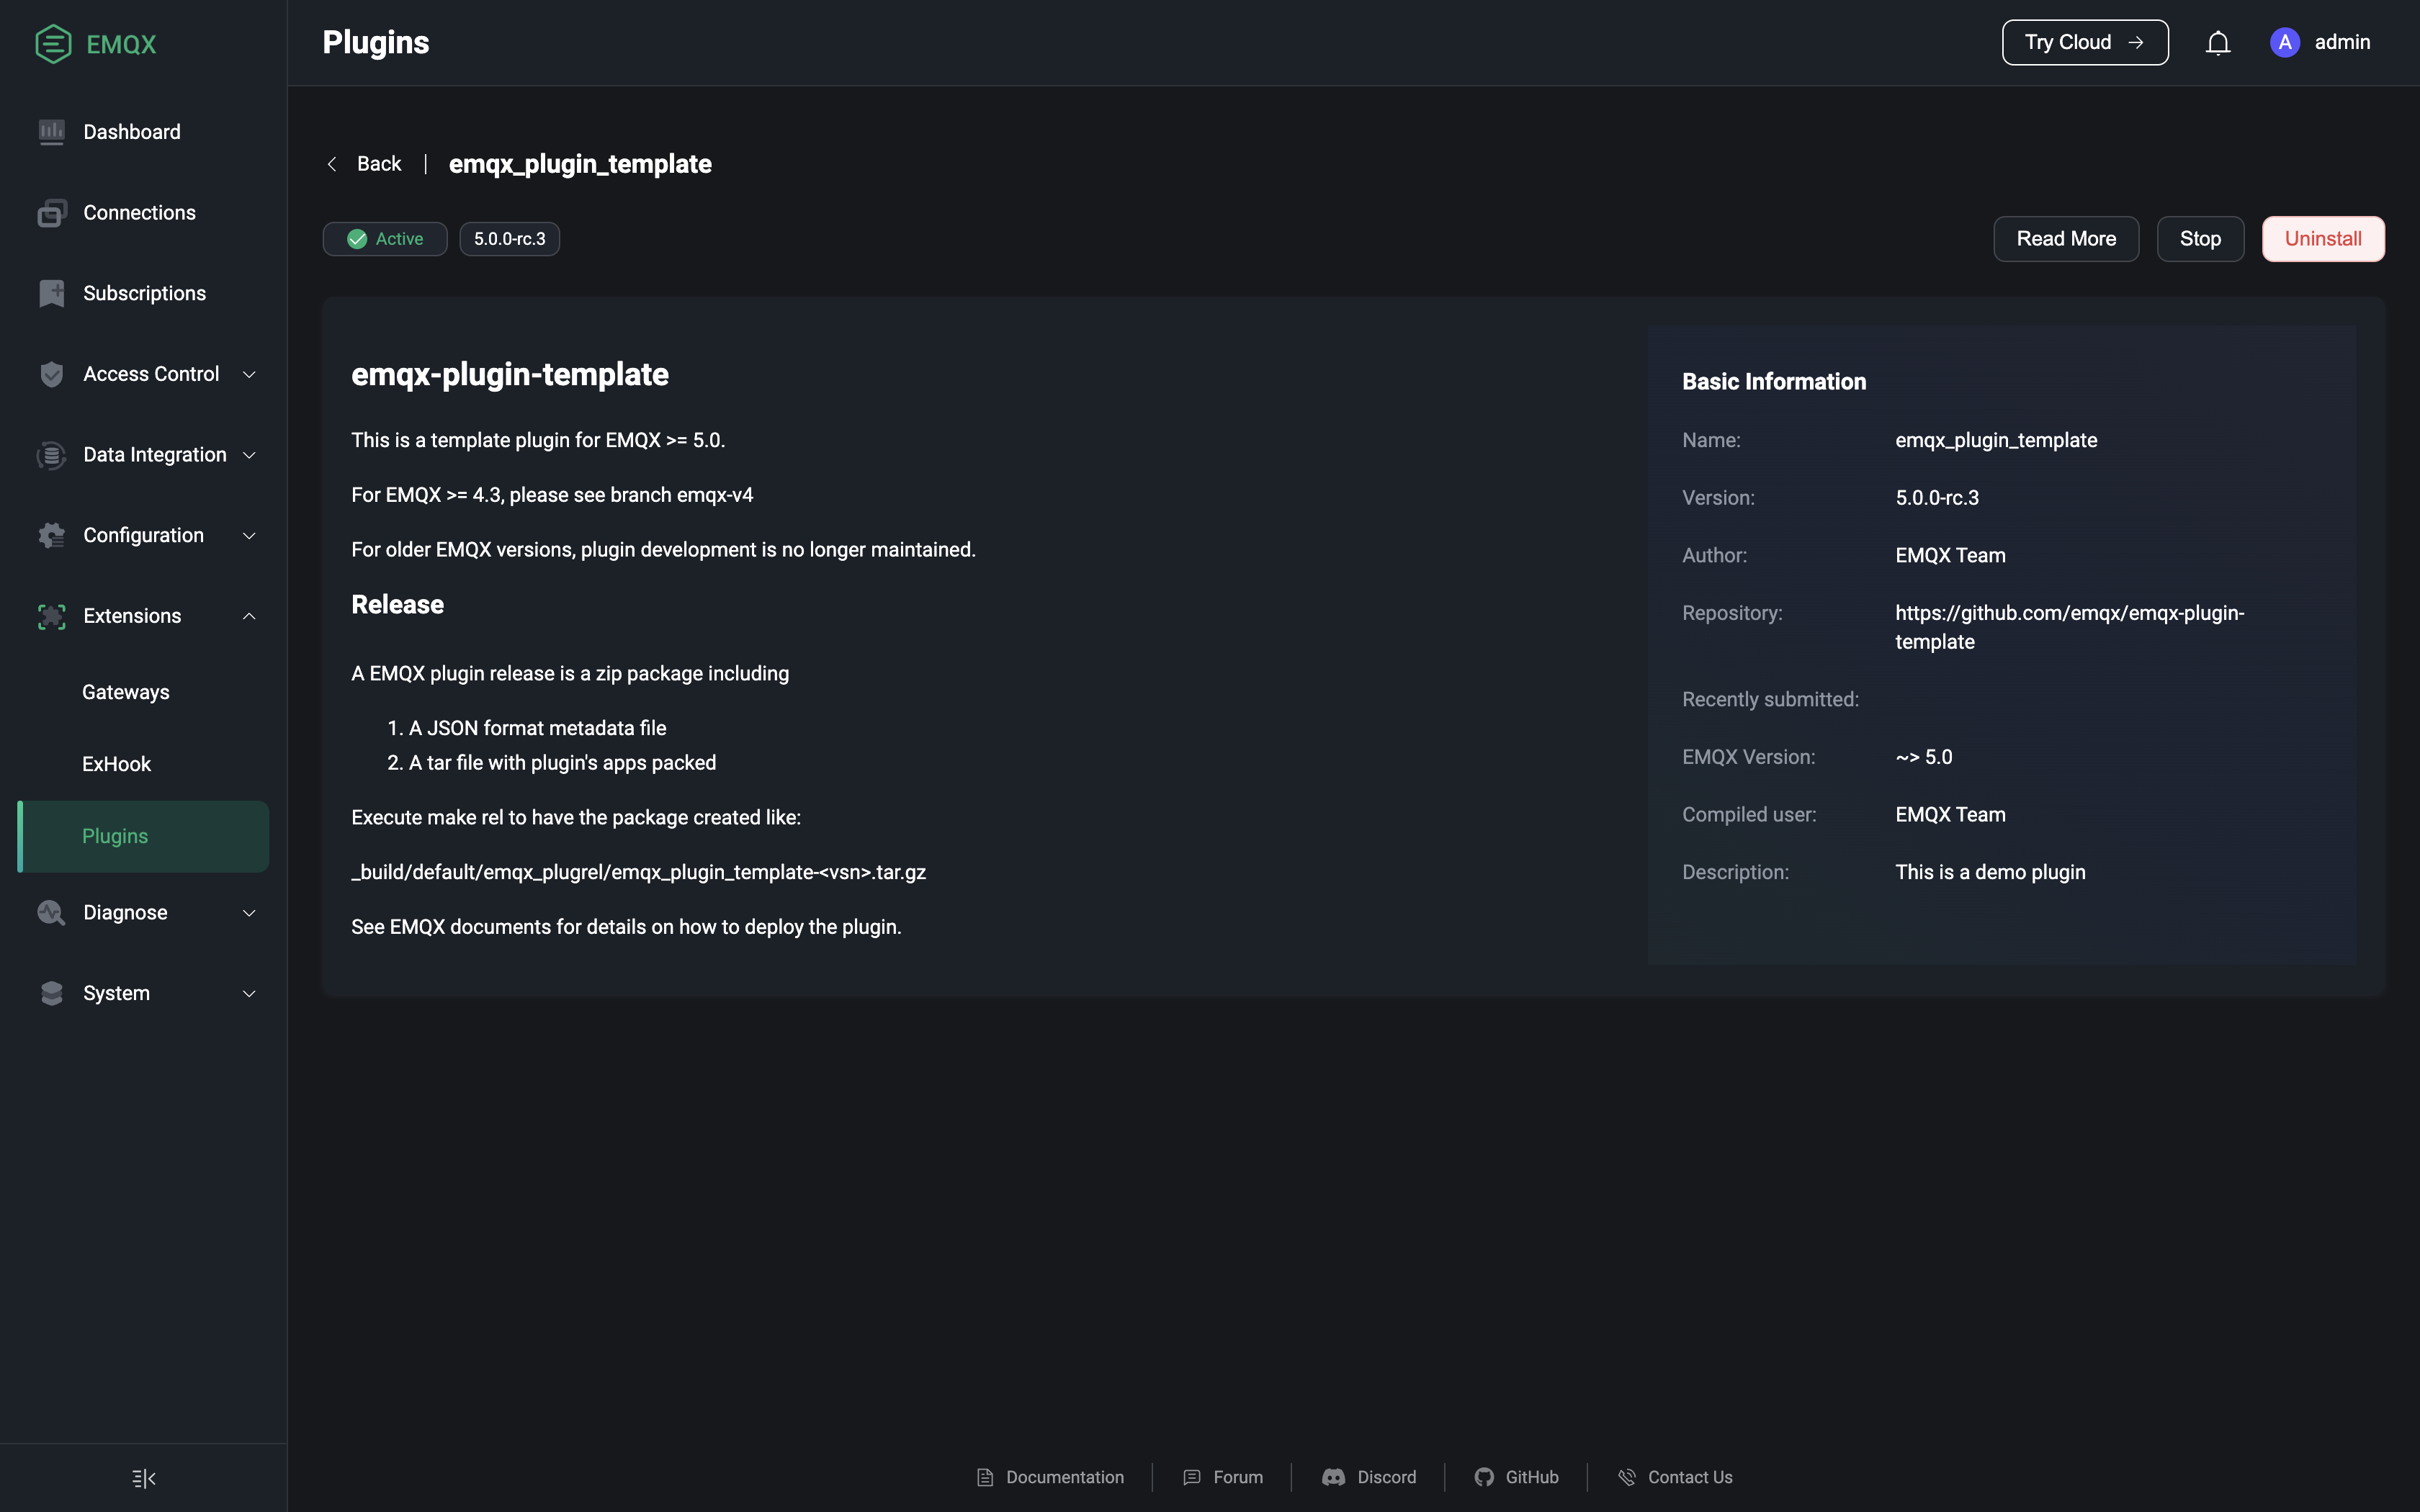 EMQX
Dashboard
Connections
Subscriptions
Access Control
Data Integration
Configuration
Extensions
Gateways
ExHook
Plugins
Diagnose
System
Plugins
Try Cloud
A admin
Back | emqx_plugin_template
Active
5.0.0-rc.3
Read More
Stop
Uninstall
emqx-plugin-template
This is a template plugin for EMQX >= 5.0.
For EMQX >= 4.3, please see branch emqx-v4
For older EMQX versions, plugin development is no longer maintained.
Release
A EMQX plugin release is a zip package including
1. A JSON format metadata file
2. A tar file with plugin's apps packed
Execute make rel to have the package created like:
_build/default/emqx_plugrel/emqx_plugin_template-<vsn>.tar.gz
See EMQX documents for details on how to deploy the plugin.
Basic Information
Name: emqx_plugin_template
Version: 5.0.0-rc.3
Author: EMQX Team
Repository: https://github.com/emqx/emqx-plugin-
template
Recently submitted:
EMQX Version: ~> 5.0
Compiled user: EMQX Team
Description: This is a demo plugin
Documentation
Forum
Discord
GitHub
Contact Us